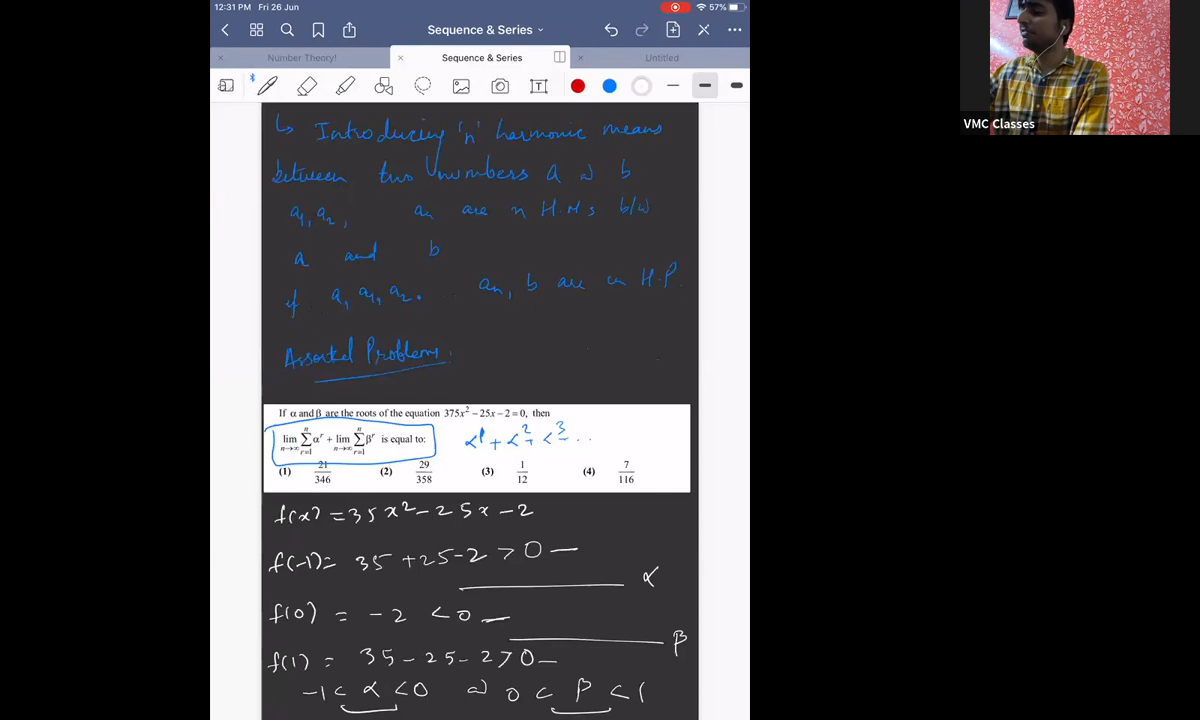 12:31 PM Fri 26 Jun
57%
Sequence & Series
Number Theory!
Sequence & Series
Untitled
VMC Classes
↳ Introducing 'n' harmonic means
between two numbers a & b
a1, a2, an are n H.M s b/w
a and b
if a, a1, a2. .. an, b are in H.P.
Assorted Problems.
If α and β are the roots of the equation 375x² − 25x − 2 = 0, then
lim n→∞ Σ r=1 n α^r + lim n→∞ Σ r=1 n β^r is equal to:
α¹ + α² + α³ - ..
(1) 21/346 (2) 29/358 (3) 1/12 (4) 7/116
f(x) = 35x² − 25x − 2
f(-1) = 35 + 25 - 2 > 0 —
α
f(0) = - 2 < 0 —
β
f(1) = 35 - 25 - 2 > 0 —
-1 < α < 0 & 0 < β < 1